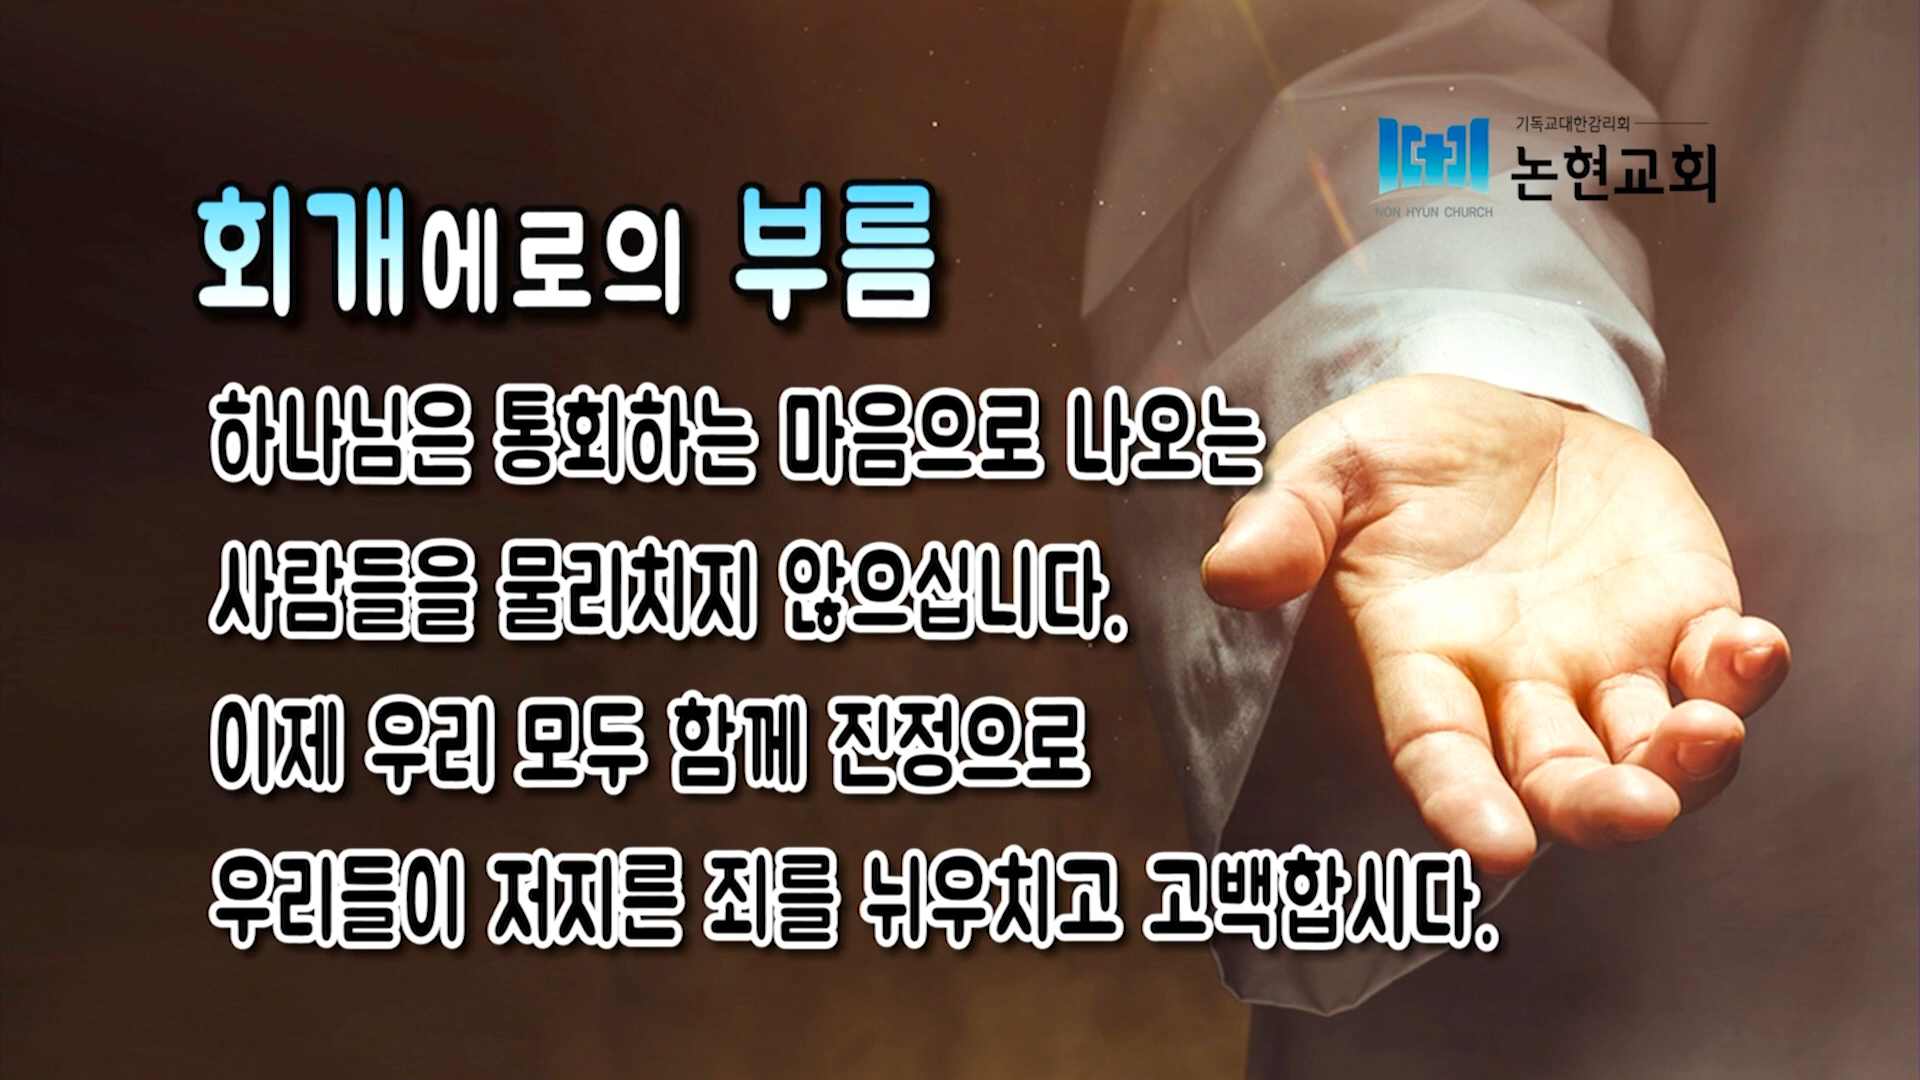 기독교대한감리회
논현교회
NON HYUN CHURCH
회개에로의 부름
하나님은 통회하는 마음으로 나오는
사람들을 물리치지 않으십니다.
이제 우리 모두 함께 진정으로
우리들이 저지른 죄를 뉘우치고 고백합시다.